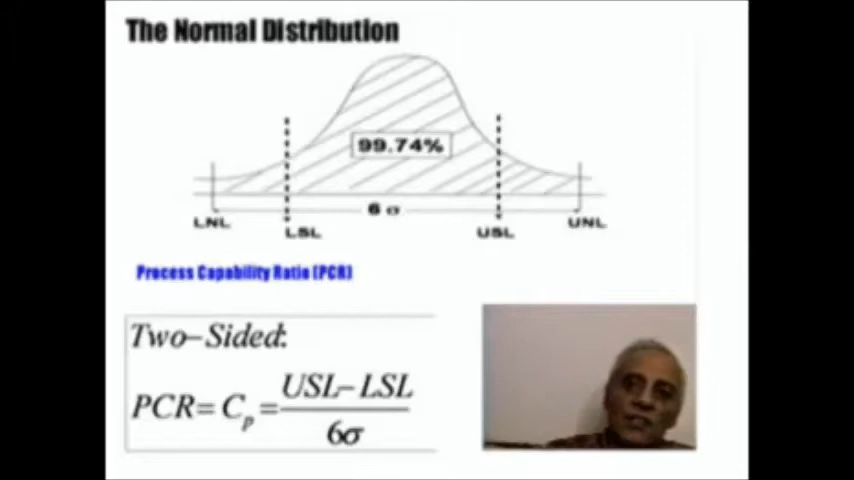 The Normal Distribution
99.74%
6 σ
LNL
LSL
USL
UNL
Process Capability Ratio (PCR)
Two-Sided:
PCR = Cp = USL - LSL
6σ